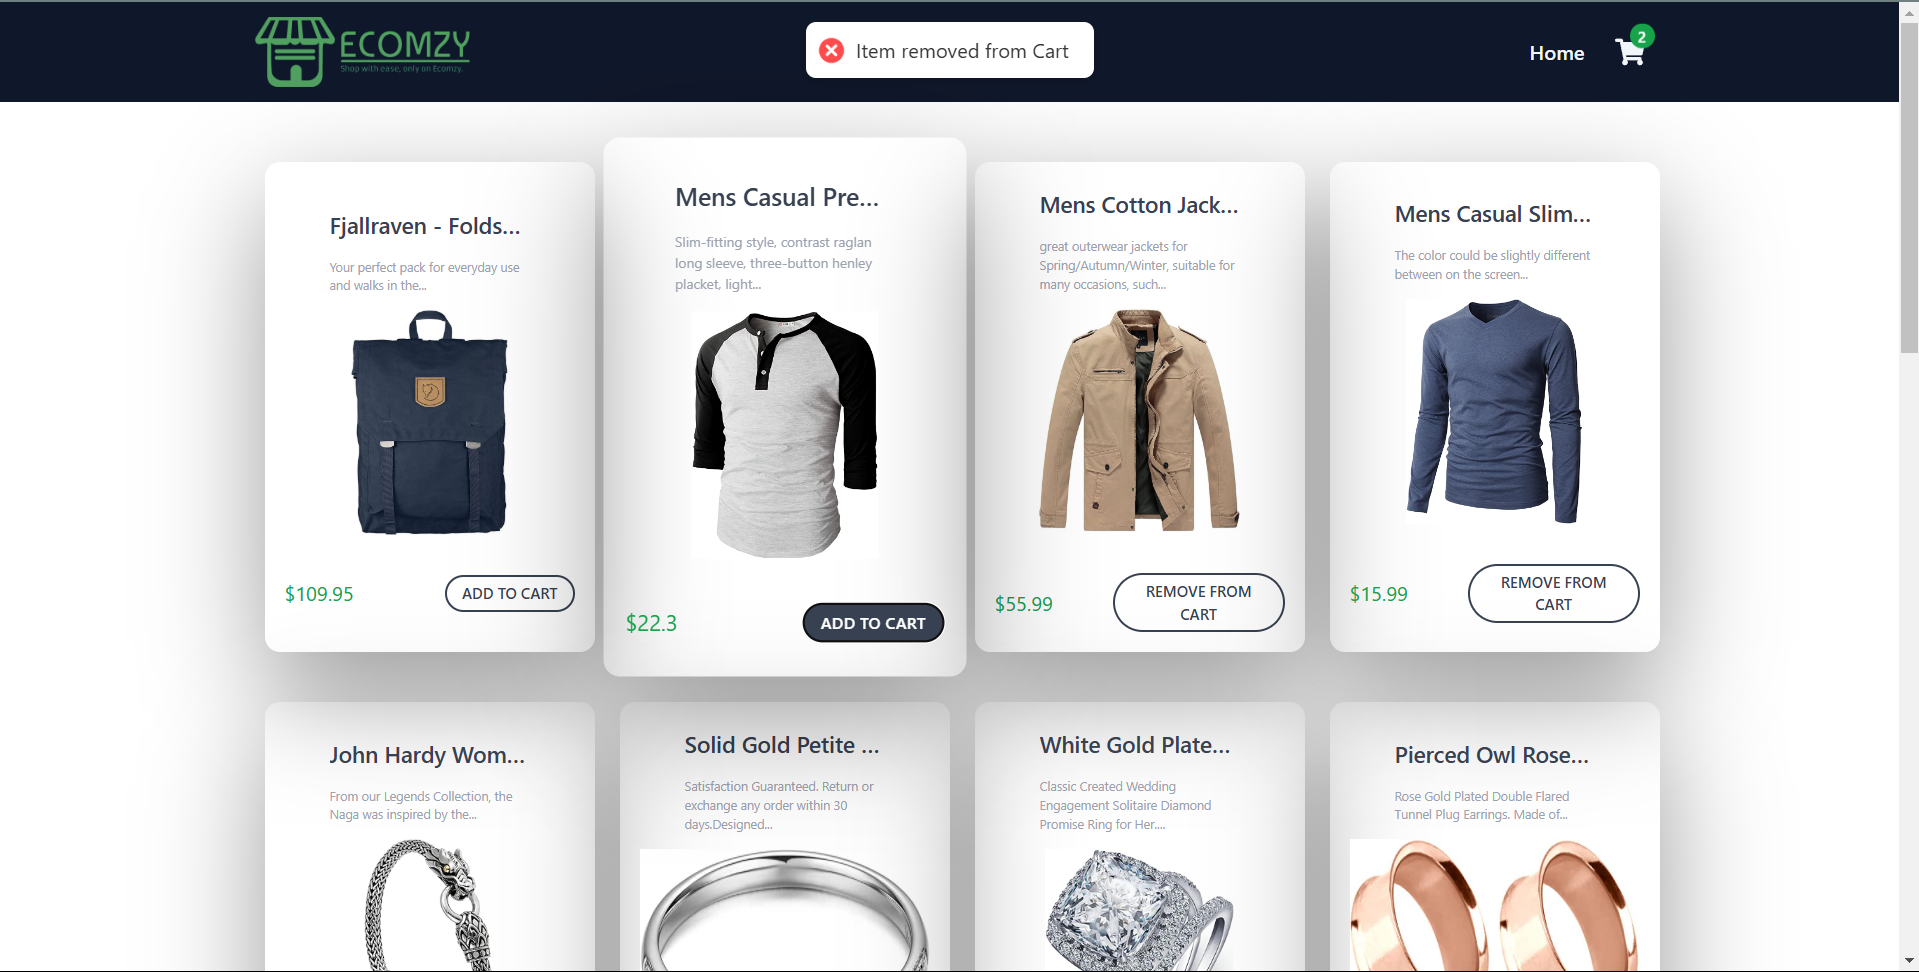 ECOMZY
Shop with ease, only on Ecomzy.
Item removed from Cart
Home
2
Fjallraven - Folds...
Your perfect pack for everyday use
and walks in the...
$109.95
ADD TO CART
Mens Casual Pre...
Slim-fitting style, contrast raglan
long sleeve, three-button henley
placket, light...
$22.3
ADD TO CART
Mens Cotton Jack...
great outerwear jackets for
Spring/Autumn/Winter, suitable for
many occasions, such...
$55.99
REMOVE FROM
CART
Mens Casual Slim...
The color could be slightly different
between on the screen...
$15.99
REMOVE FROM
CART
John Hardy Wom...
From our Legends Collection, the
Naga was inspired by the...
Solid Gold Petite ...
Satisfaction Guaranteed. Return or
exchange any order within 30
days.Designed...
White Gold Plate...
Classic Created Wedding
Engagement Solitaire Diamond
Promise Ring for Her....
Pierced Owl Rose...
Rose Gold Plated Double Flared
Tunnel Plug Earrings. Made of...